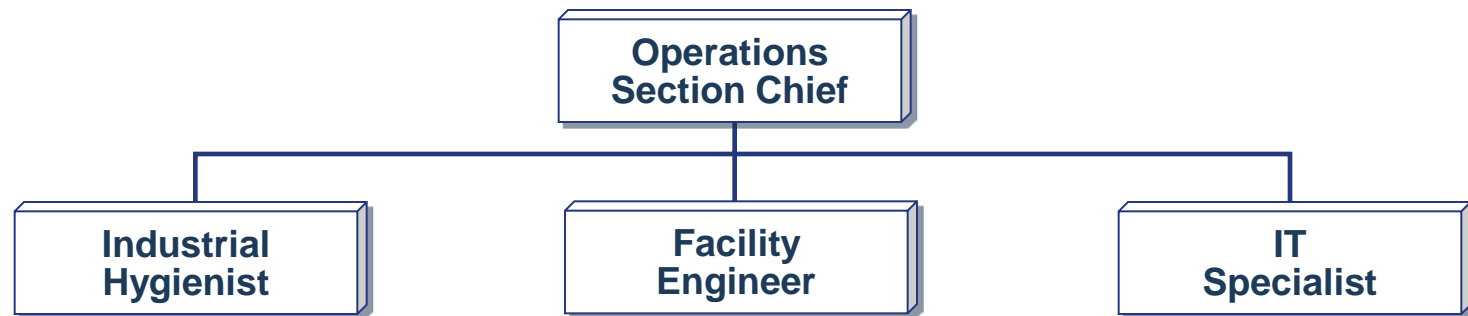 Operations
Section Chief
Industrial
Hygienist
Facility
Engineer
IT
Specialist